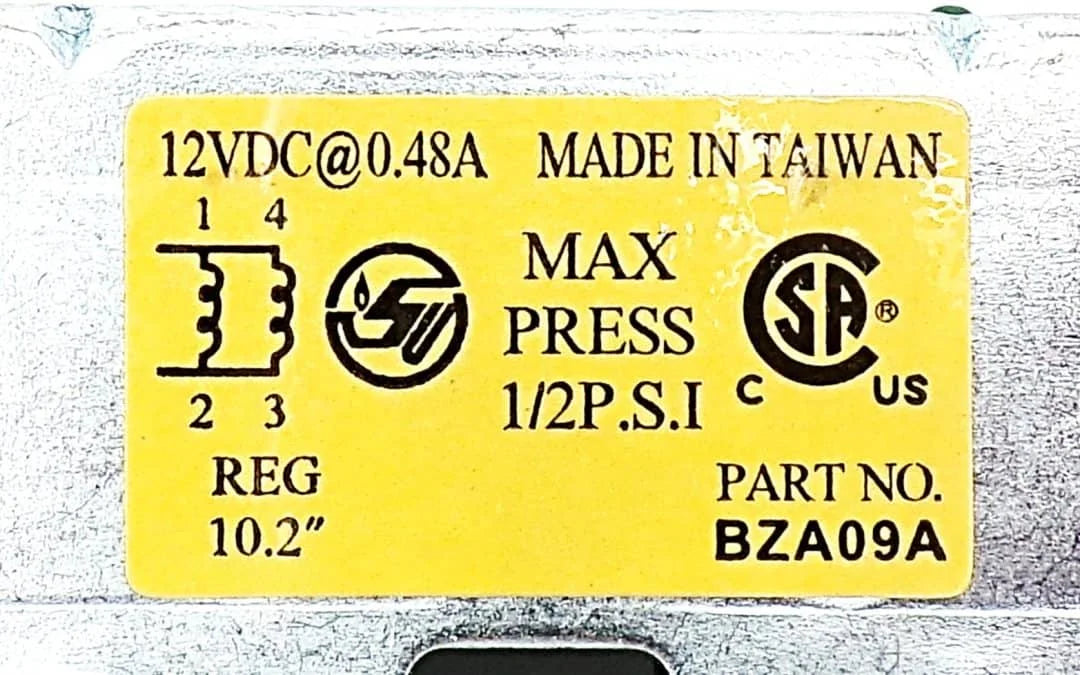 12VDC@0.48A MADE IN TAIWAN
1 4
2 3
REG
10.2"
MAX
PRESS
1/2P.S.I
CSA®
C US
PART NO.
BZA09A